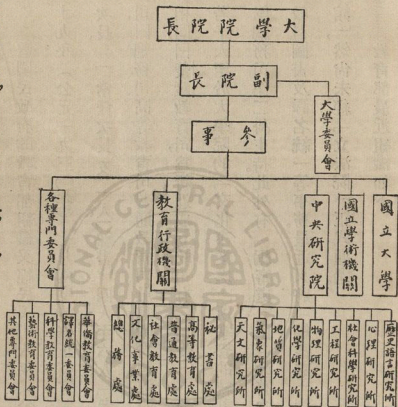 大學院院長
副院長
大學委員會
參事
國立大學
國立學術機關
中央研究院
教育行政機關
各種專門委員會
歷史語言研究所
心理研究所
社會科學研究所
工程研究所
物理研究所
化學研究所
地質研究所
氣象研究所
天文研究所
秘書處
高等教育處
普通教育處
社會教育處
文化事業處
總務處
華僑教育委員會
譯名統一委員會
科學教育委員會
藝術教育委員會
其他專門委員會
CENTRAL